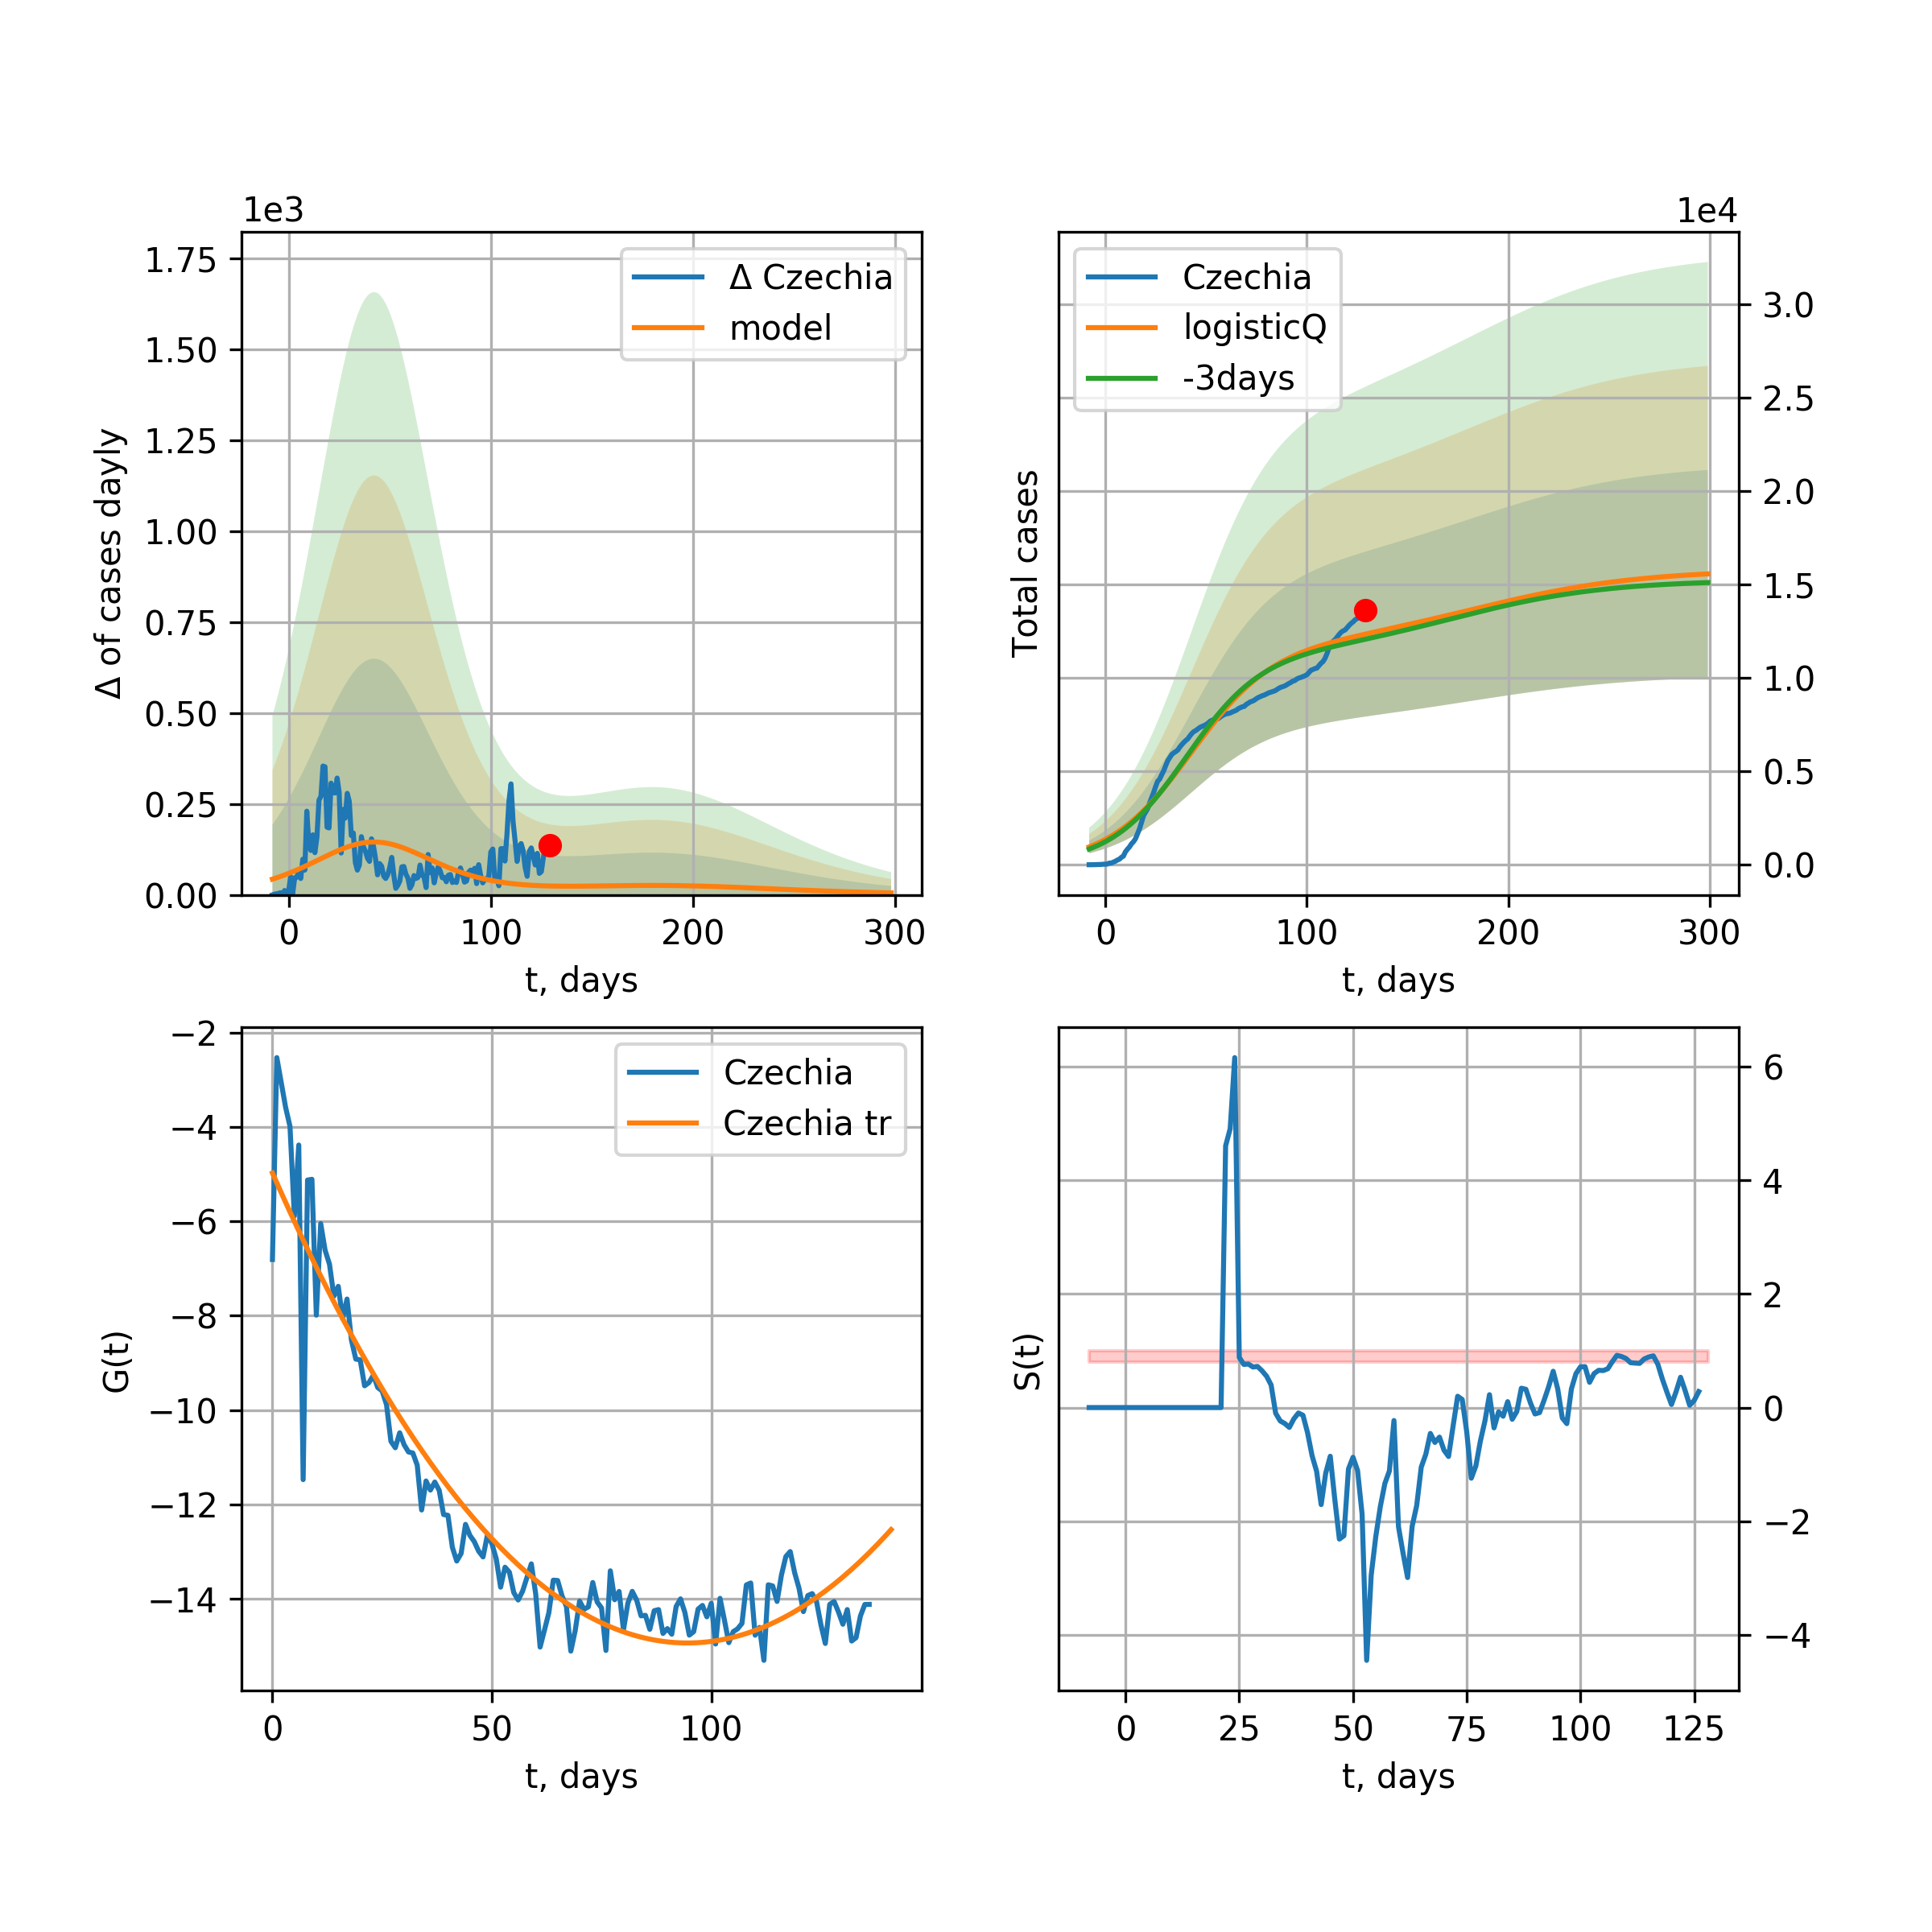 1e3
1.75
1.50
1.25
1.00
0.75
0.50
0.25
0.00
Δ of cases dayly
Δ Czechia
model
0 100 200 300
t, days
1e4
3.0
2.5
2.0
1.5
1.0
0.5
0.0
Total cases
Czechia
logisticQ
-3days
0 100 200 300
t, days
−2
−4
−6
−8
−10
−12
−14
G(t)
Czechia
Czechia tr
0 50 100
t, days
6
4
2
0
−2
−4
S(t)
0 25 50 75 100 125
t, days